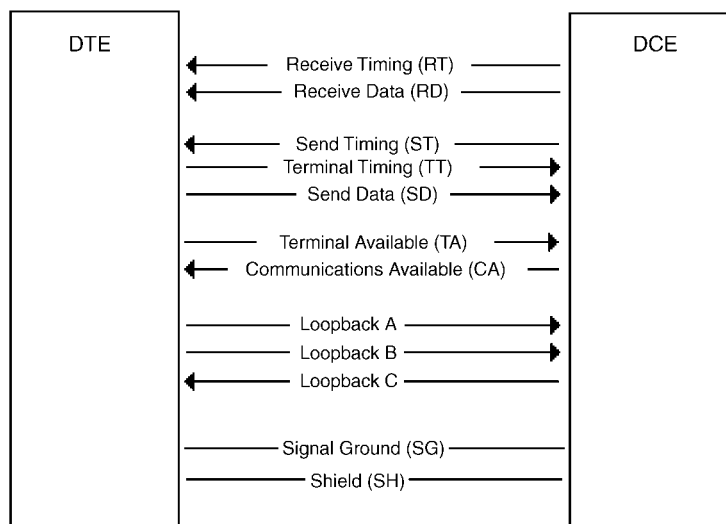 DTE
DCE
Receive Timing (RT)
Receive Data (RD)
Send Timing (ST)
Terminal Timing (TT)
Send Data (SD)
Terminal Available (TA)
Communications Available (CA)
Loopback A
Loopback B
Loopback C
Signal Ground (SG)
Shield (SH)